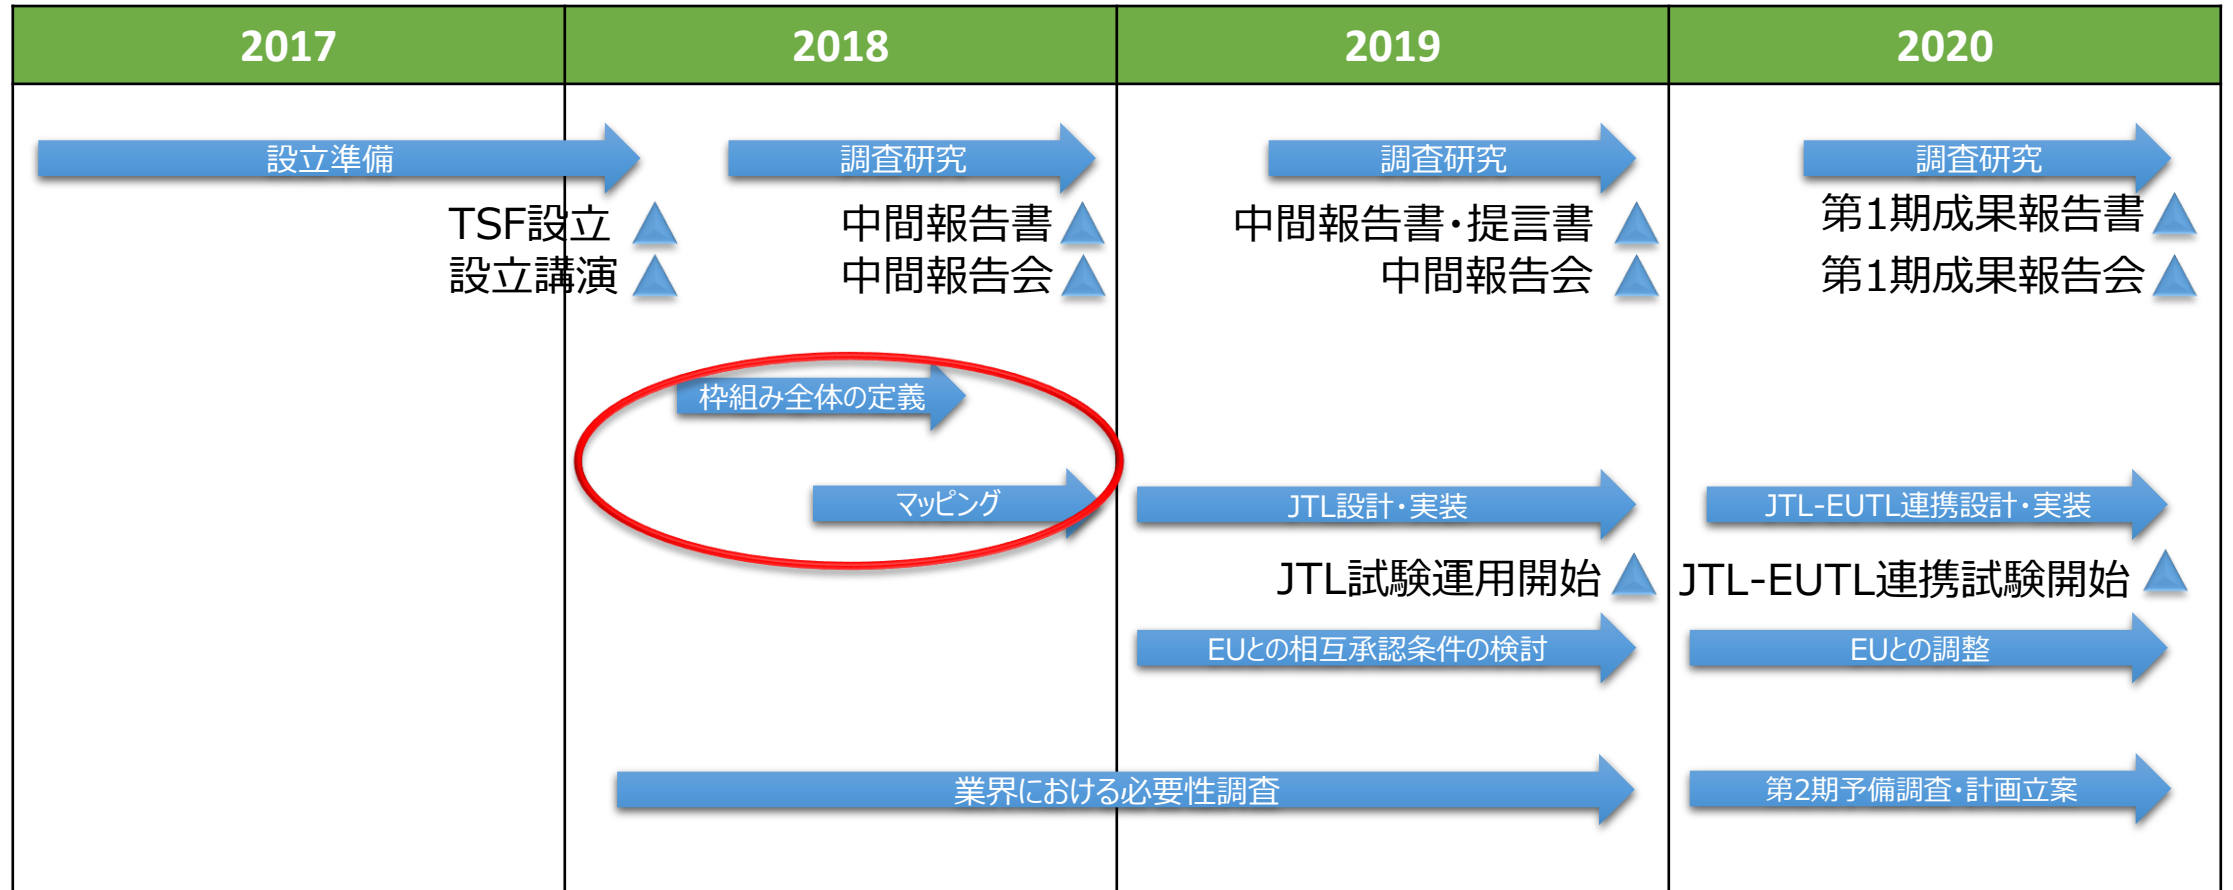 2017
2018
2019
2020
設立準備
調査研究
調査研究
調査研究
TSF設立
中間報告書
中間報告書・提言書
第1期成果報告書
設立講演
中間報告会
中間報告会
第1期成果報告会
枠組み全体の定義
マッピング
JTL設計・実装
JTL-EUTL連携設計・実装
JTL試験運用開始
JTL-EUTL連携試験開始
EUとの相互承認条件の検討
EUとの調整
業界における必要性調査
第2期予備調査・計画立案